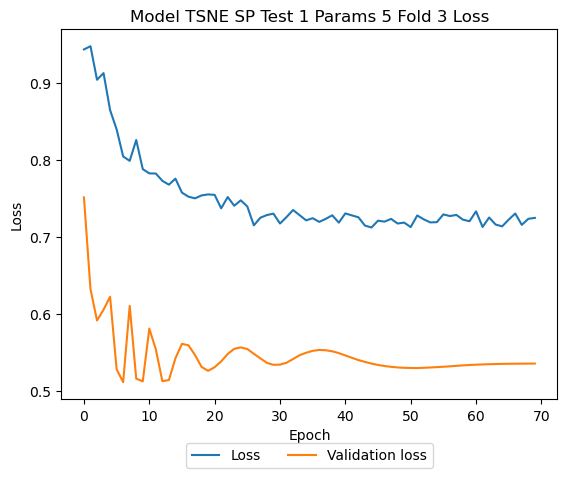 Model TSNE SP Test 1 Params 5 Fold 3 Loss
Loss
0.9
0.8
0.7
0.6
0.5
0 10 20 30 40 50 60 70
Epoch
Loss Validation loss